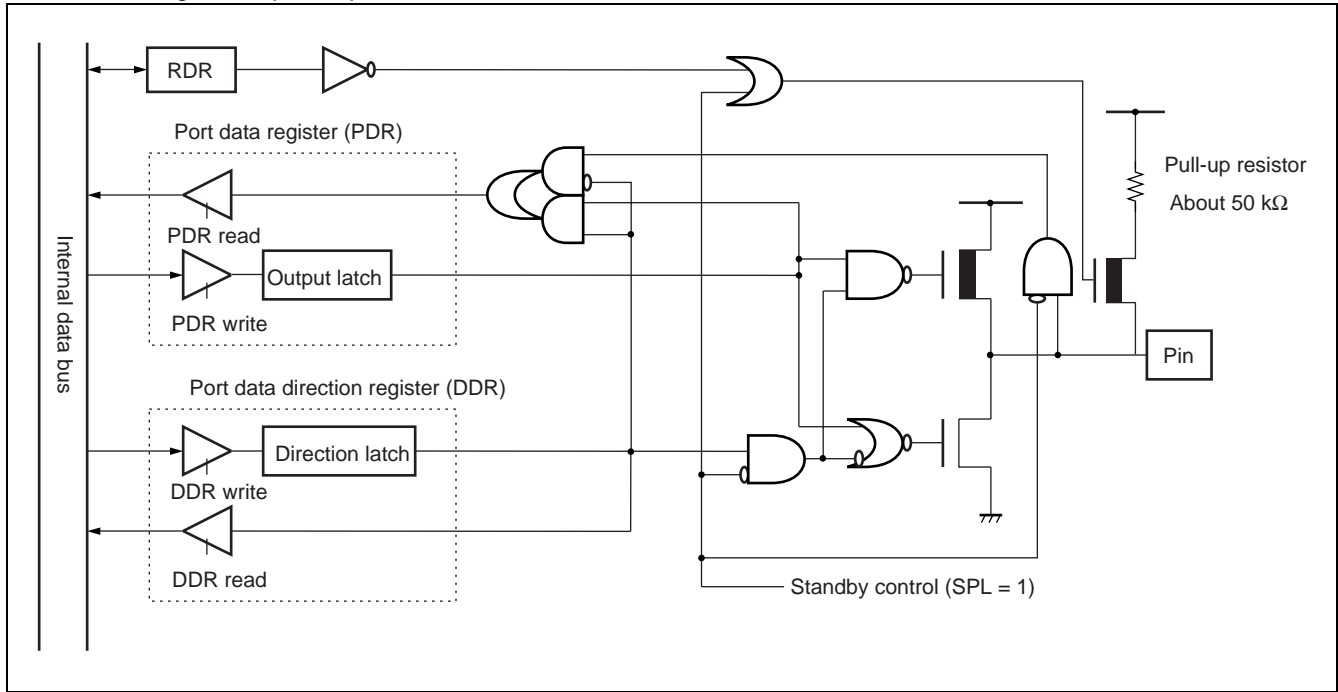 RDR
Port data register (PDR)
PDR read
Output latch
PDR write
Internal data bus
Port data direction register (DDR)
Direction latch
DDR write
DDR read
Standby control (SPL = 1)
Pull-up resistor
About 50 kΩ
Pin